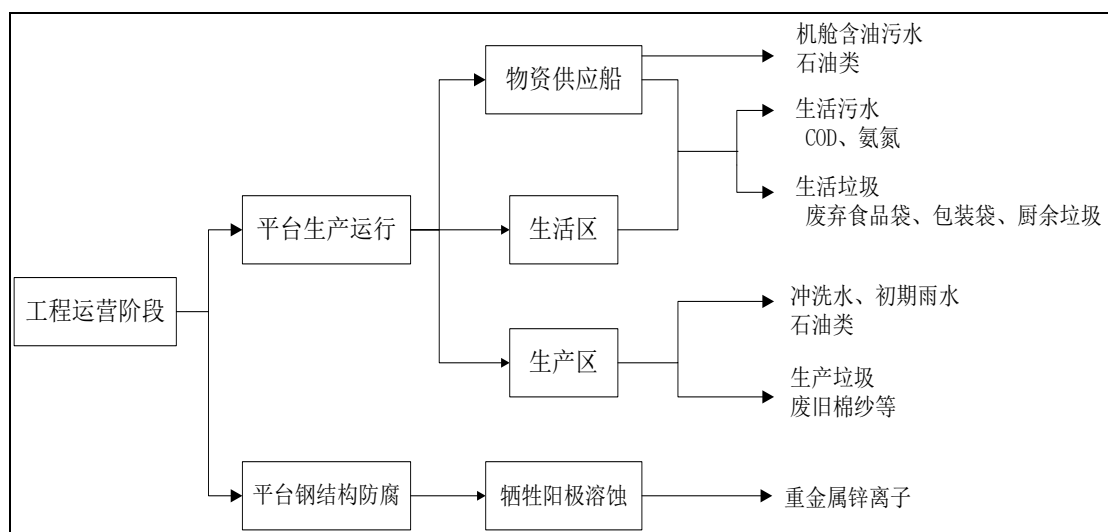 机舱含油污水
石油类
物资供应船
生活污水
COD、氨氮
生活垃圾
废弃食品袋、包装袋、厨余垃圾
平台生产运行
生活区
工程运营阶段
冲洗水、初期雨水
石油类
生产区
生产垃圾
废旧棉纱等
平台钢结构防腐
牺牲阳极溶蚀
重金属锌离子